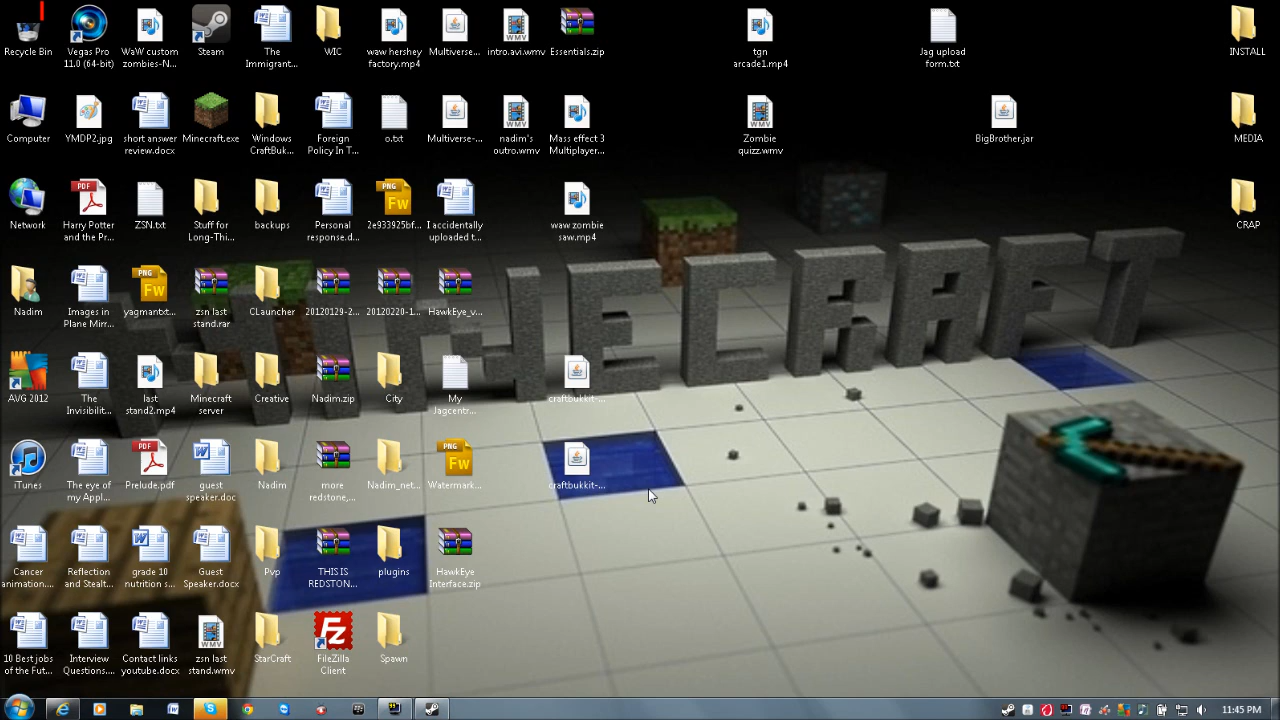 Recycle Bin
Vegas Pro
11.0 (64-bit)
WaW custom
zombies-N...
Steam
The
Immigrant...
WIC
waw hershey
factory.mp4
Multiverse...
intro.avi.wmv
Essentials.zip
tgn
arcade1.mp4
Jag upload
form.txt
INSTALL
Computer
YMDP2.jpg
short answer
review.docx
Minecraft.exe
Windows
CraftBuk...
Foreign
Policy In T...
o.txt
Multiverse-...
nadim's
outro.wmv
Mass effect 3
Multiplayer...
Zombie
quizz.wmv
BigBrother.jar
MEDIA
Network
Harry Potter
and the Pr...
ZSN.txt
Stuff for
Long-Thi...
backups
Personal
response.d...
2e933925bf...
I accidentally
uploaded t...
waw zombie
saw.mp4
CRAP
Nadim
Images in
Plane Mirr...
yagmantxt...
zsn last
stand.rar
CLauncher
20120129-2...
20120220-1...
HawkEye_v...
MINECRAFT
AVG 2012
The
Invisibilit...
last
stand2.mp4
Minecraft
server
Creative
Nadim.zip
City
My
Jagcentr...
craftbukkit-...
iTunes
The eye of
my Appl...
Prelude.pdf
guest
speaker.doc
Nadim
more
redstone,...
Nadim_net...
Watermark...
craftbukkit-...
Cancer
animation....
Reflection
and Stealt...
grade 10
nutrition s...
Guest
Speaker.docx
Pvp
THIS IS
REDSTON...
plugins
HawkEye
Interface.zip
10 Best jobs
of the Fut...
Interview
Questions....
Contact links
youtube.docx
zsn last
stand.wmv
StarCraft
FileZilla
Client
Spawn
11:45 PM